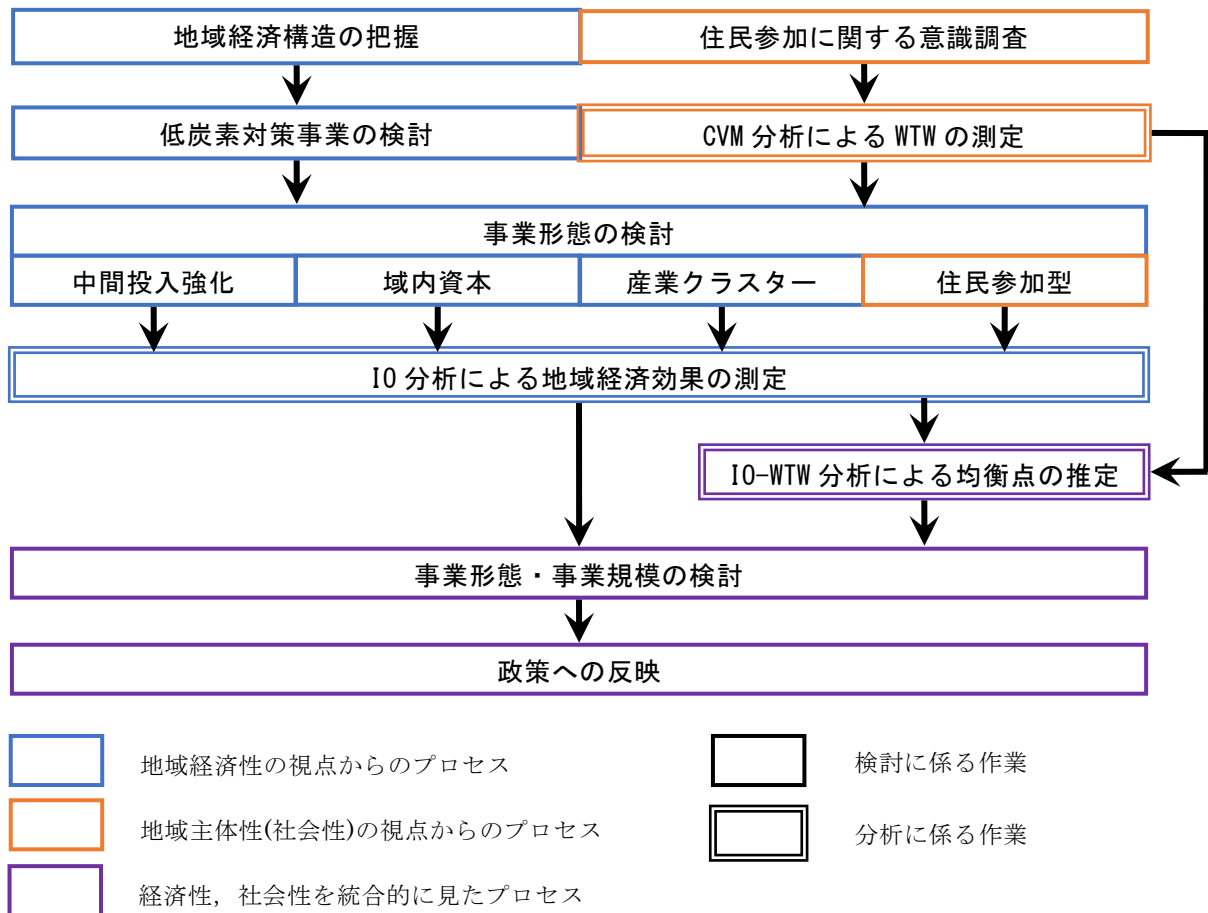 地域経済構造の把握
住民参加に関する意識調査
低炭素対策事業の検討
CVM 分析による WTW の測定
事業形態の検討
中間投入強化
域内資本
産業クラスター
住民参加型
IO 分析による地域経済効果の測定
IO-WTW 分析による均衡点の推定
事業形態・事業規模の検討
政策への反映
地域経済性の視点からのプロセス
検討に係る作業
地域主体性(社会性)の視点からのプロセス
分析に係る作業
経済性，社会性を統合的に見たプロセス